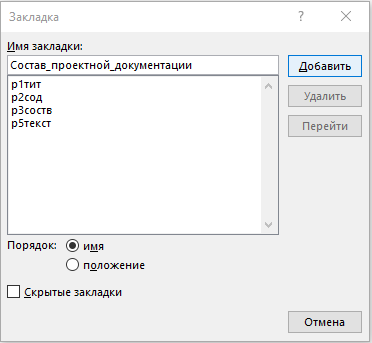 Закладка
?
Имя закладки:
Состав_проектной_документации
Добавить
р1тит
р2сод
р3соств
р5текст
Удалить
Перейти
Порядок:
имя
положение
Скрытые закладки
Отмена